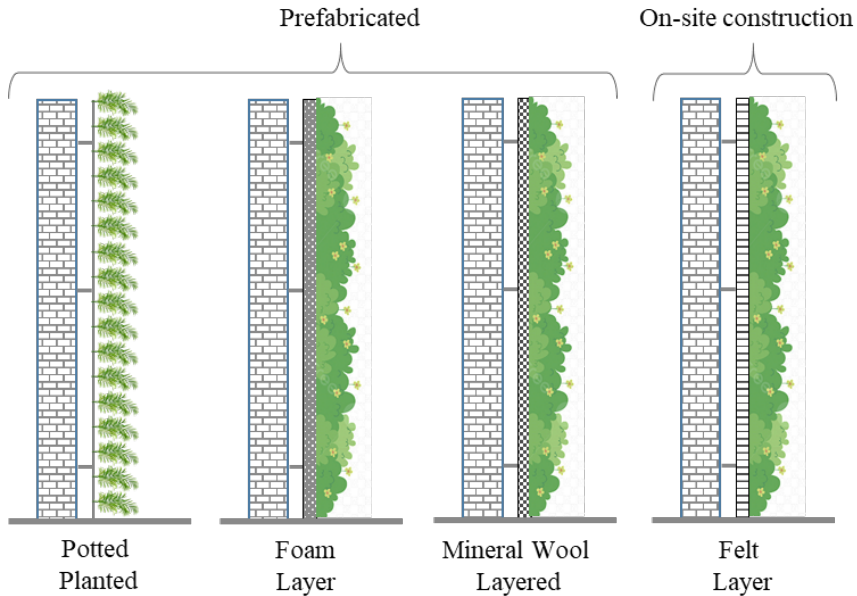 Prefabricated
On-site construction
Potted
Planted
Foam
Layer
Mineral Wool
Layered
Felt
Layer